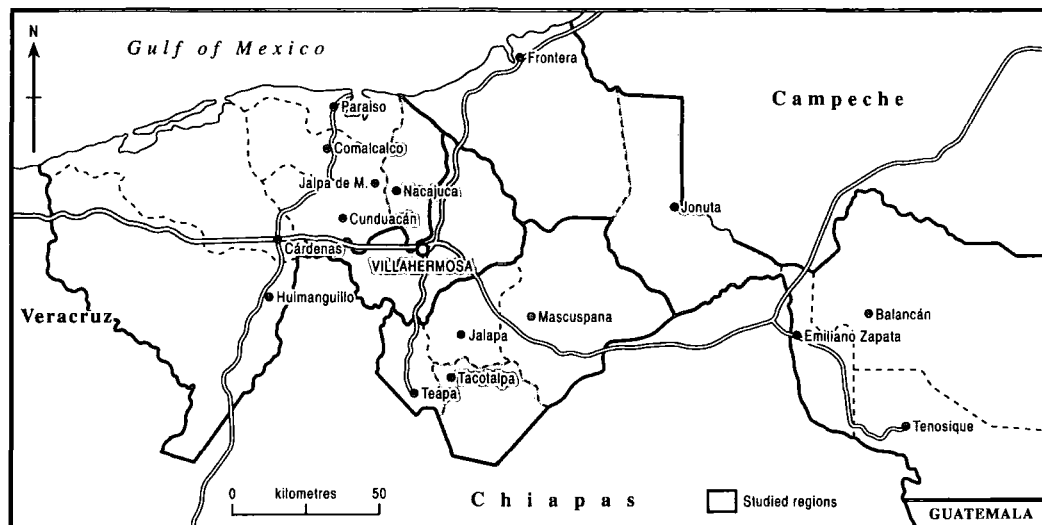 N
Gulf of Mexico
Frontera
Campeche
Paraiso
Comalcalco
Jalpa de M.
Nacajuca
Jonuta
Cunduacán
Cárdenas
VILLAHERMOSA
Huimanguillo
Veracruz
Mascuspana
Balancán
Jalapa
Emiliano Zapata
Tacotalpa
Teapa
Tenosique
0 kilometres 50
Chiapas
Studied regions
GUATEMALA